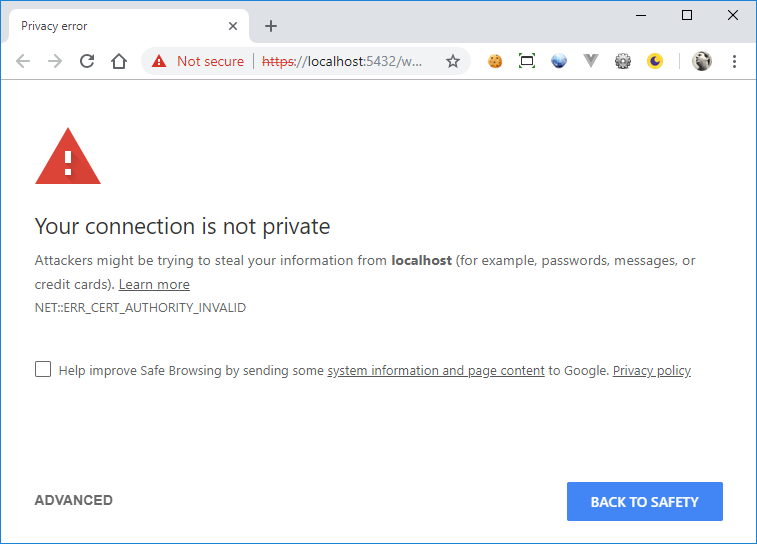 Privacy error
Not secure | https://localhost:5432/w...
Your connection is not private
Attackers might be trying to steal your information from localhost (for example, passwords, messages, or
credit cards). Learn more
NET::ERR_CERT_AUTHORITY_INVALID
Help improve Safe Browsing by sending some system information and page content to Google. Privacy policy
ADVANCED
BACK TO SAFETY